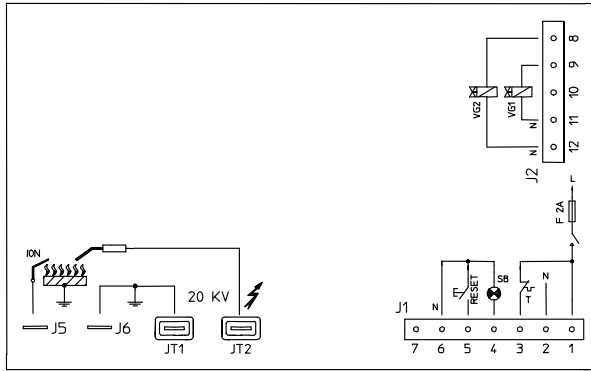 8
9
10
11
12
VG2
VG1
N
N
J2
L
F 2A
ION
20 KV
J5
J6
JT1
JT2
J1
N
RESET
SB
T
N
7 6 5 4 3 2 1